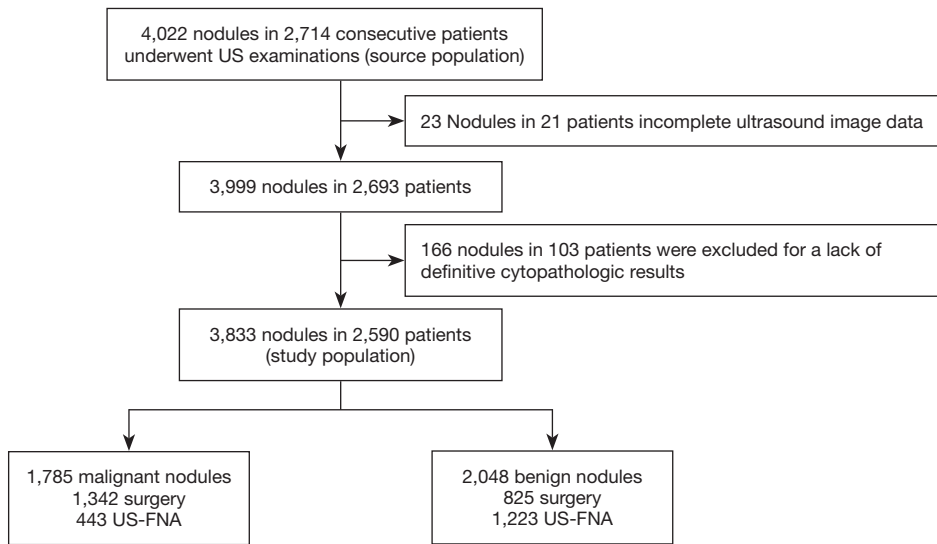 4,022 nodules in 2,714 consecutive patients
underwent US examinations (source population)
23 Nodules in 21 patients incomplete ultrasound image data
3,999 nodules in 2,693 patients
166 nodules in 103 patients were excluded for a lack of
definitive cytopathologic results
3,833 nodules in 2,590 patients
(study population)
1,785 malignant nodules
1,342 surgery
443 US-FNA
2,048 benign nodules
825 surgery
1,223 US-FNA